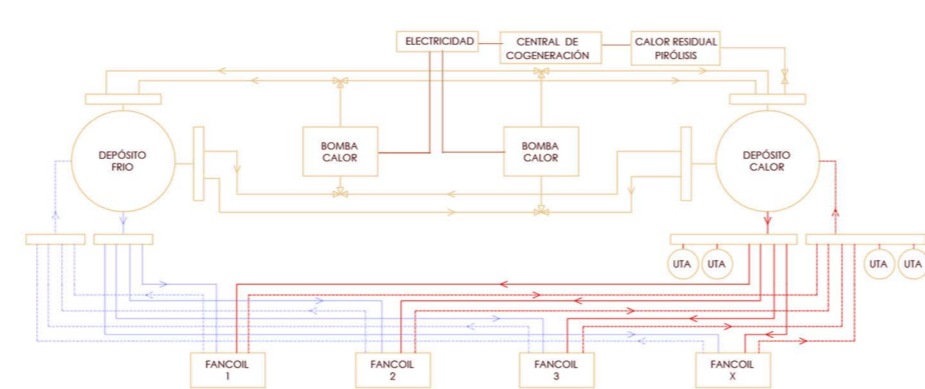 ELECTRICIDAD
CENTRAL DE
COGENERACIÓN
CALOR RESIDUAL
PIRÓLISIS
DEPÓSITO
FRIO
BOMBA
CALOR
BOMBA
CALOR
DEPÓSITO
CALOR
UTA
UTA
UTA
UTA
FANCOIL
1
FANCOIL
2
FANCOIL
3
FANCOIL
X